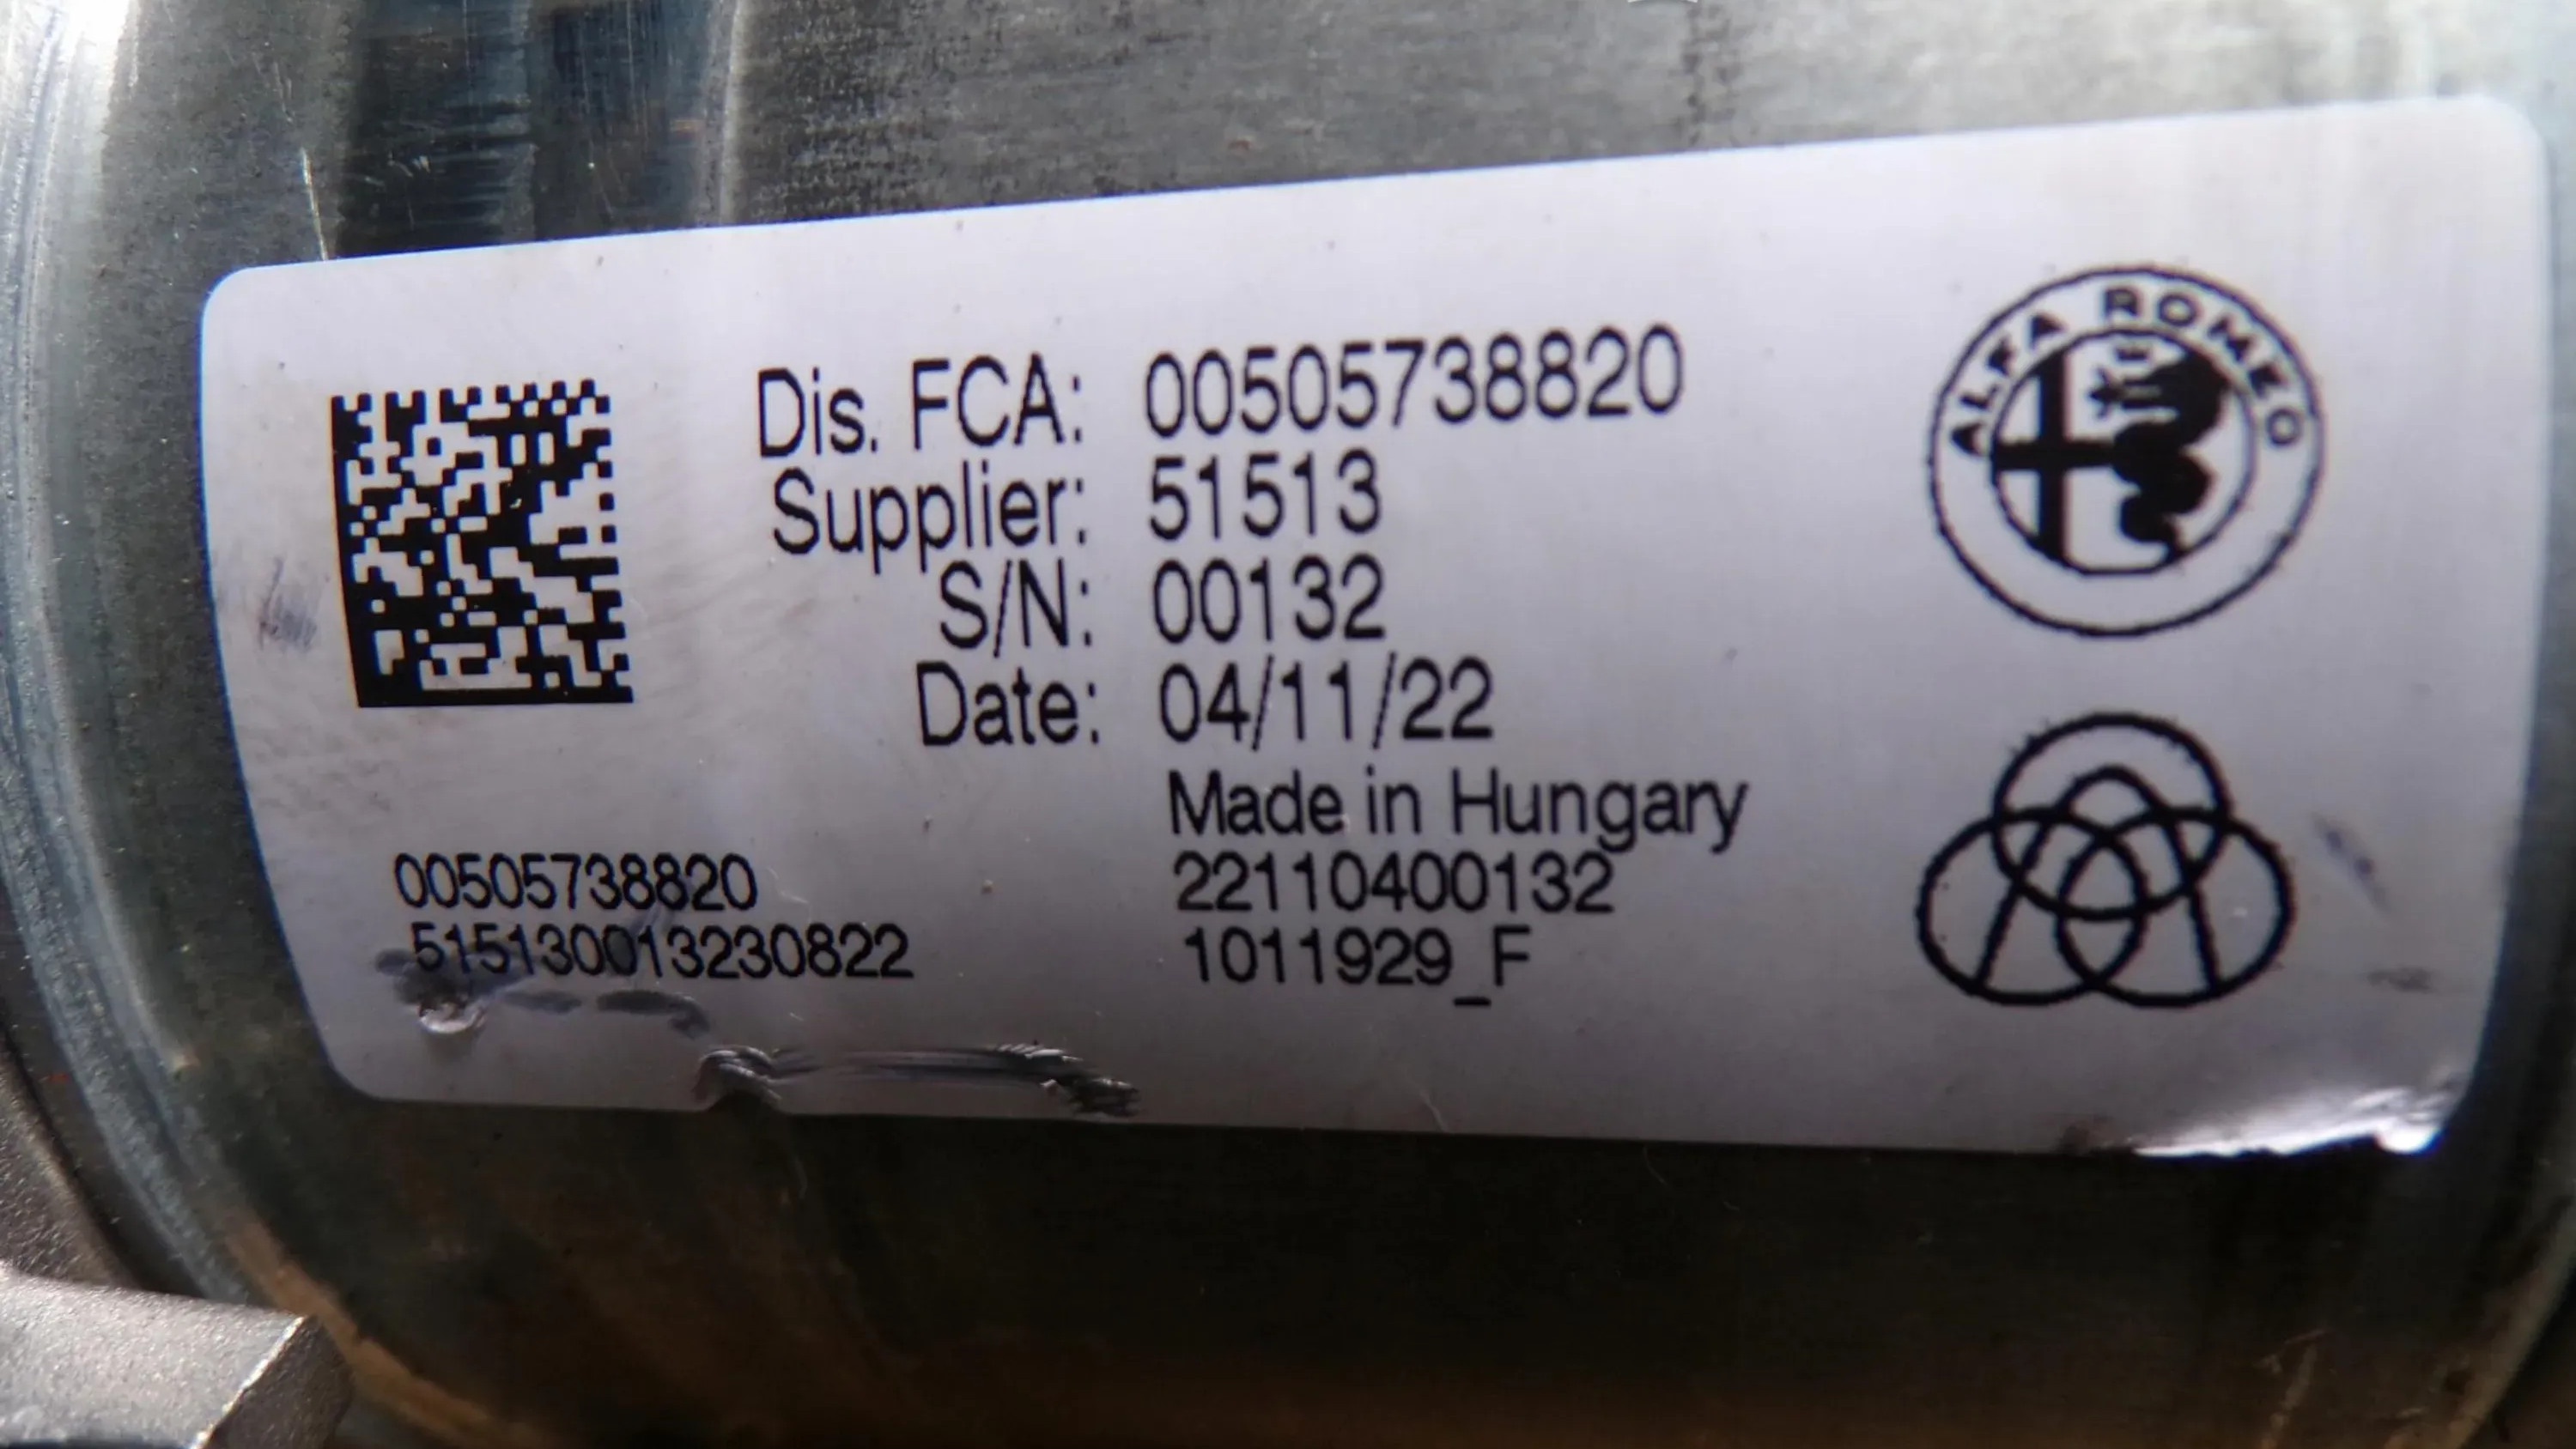 Dis. FCA: 00505738820
Supplier: 51513
S/N: 00132
Date: 04/11/22
Made in Hungary
22110400132
1011929_F
00505738820
515130013230822
ALFA ROMEO